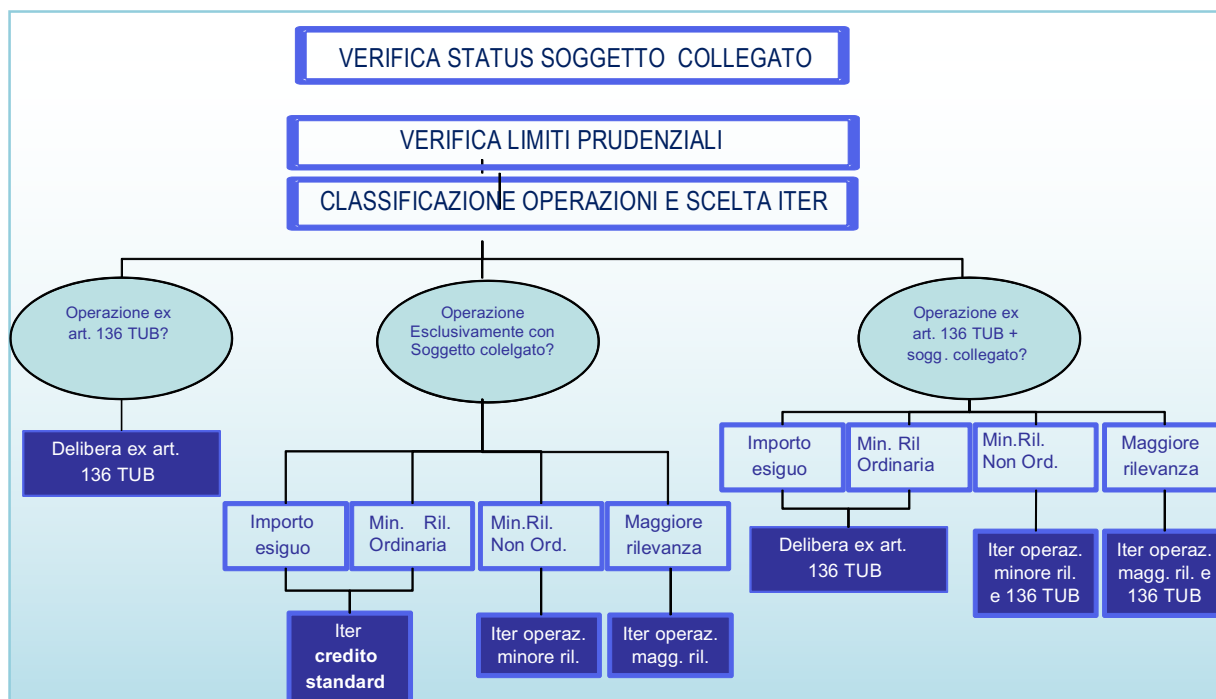 VERIFICA STATUS SOGGETTO COLLEGATO
VERIFICA LIMITI PRUDENZIALI
CLASSIFICAZIONE OPERAZIONI E SCELTA ITER
Operazione ex
art. 136 TUB?
Operazione
Esclusivamente con
Soggetto colelgato?
Operazione ex
art. 136 TUB +
sogg. collegato?
Delibera ex art.
136 TUB
Importo
esiguo
Min. Ril.
Ordinaria
Min.Ril.
Non Ord.
Maggiore
rilevanza
Iter
credito
standard
Iter operaz.
minore ril.
Iter operaz.
magg. ril.
Importo
esiguo
Min. Ril
Ordinaria
Min.Ril.
Non Ord.
Maggiore
rilevanza
Delibera ex art.
136 TUB
Iter operaz.
minore ril.
e 136 TUB
Iter operaz.
magg. ril. e
136 TUB